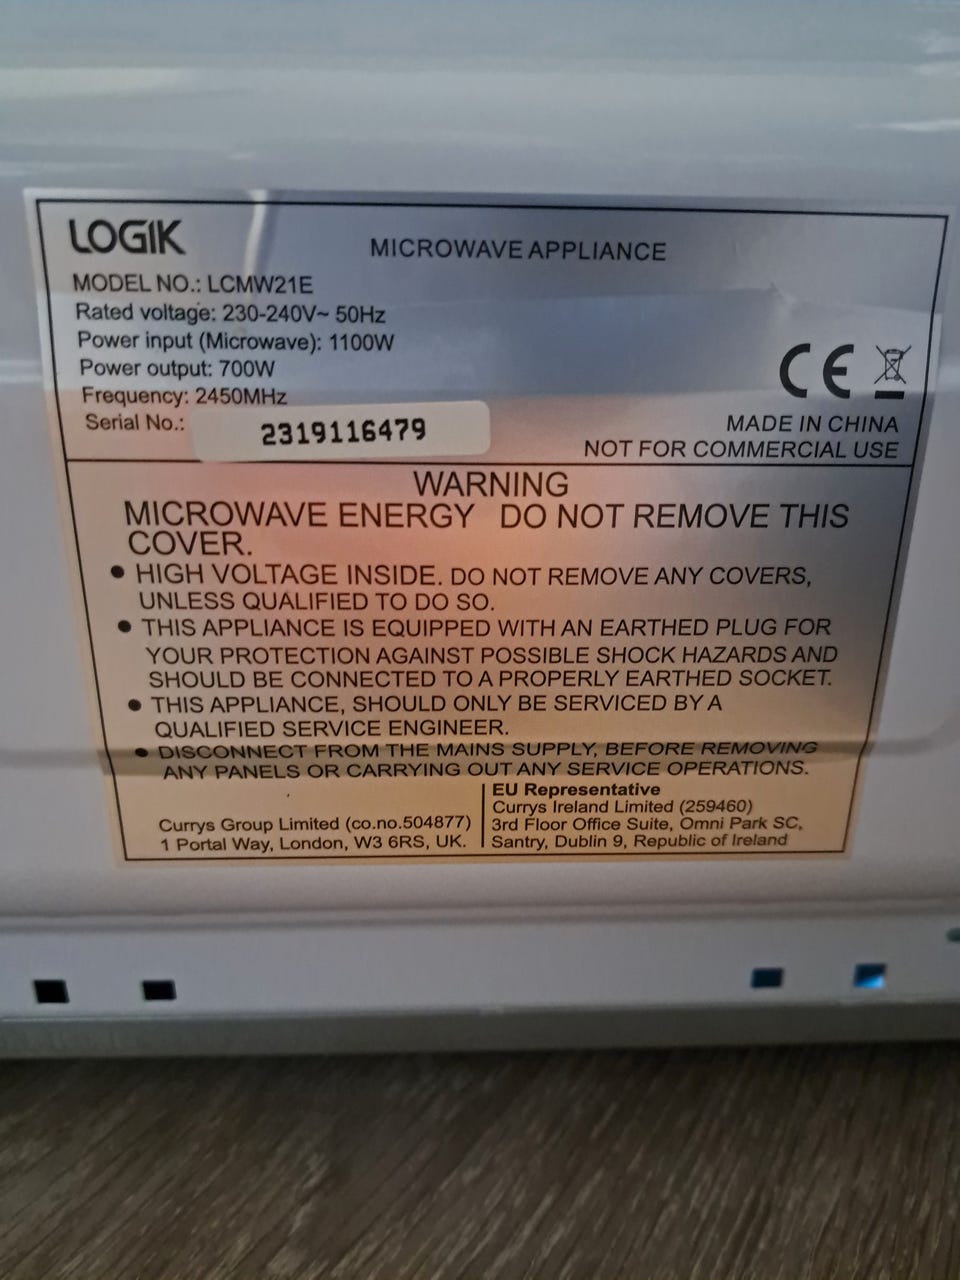 LOGIK
MICROWAVE APPLIANCE
MODEL NO.: LCMW21E
Rated voltage: 230-240V~ 50Hz
Power input (Microwave): 1100W
Power output: 700W
Frequency: 2450MHz
Serial No.: 2319116479
CE
MADE IN CHINA
NOT FOR COMMERCIAL USE
WARNING
MICROWAVE ENERGY DO NOT REMOVE THIS
COVER.
• HIGH VOLTAGE INSIDE. DO NOT REMOVE ANY COVERS,
UNLESS QUALIFIED TO DO SO.
• THIS APPLIANCE IS EQUIPPED WITH AN EARTHED PLUG FOR
YOUR PROTECTION AGAINST POSSIBLE SHOCK HAZARDS AND
SHOULD BE CONNECTED TO A PROPERLY EARTHED SOCKET.
• THIS APPLIANCE, SHOULD ONLY BE SERVICED BY A
QUALIFIED SERVICE ENGINEER.
• DISCONNECT FROM THE MAINS SUPPLY, BEFORE REMOVING
ANY PANELS OR CARRYING OUT ANY SERVICE OPERATIONS.
Currys Group Limited (co.no.504877)
1 Portal Way, London, W3 6RS, UK.
EU Representative
Currys Ireland Limited (259460)
3rd Floor Office Suite, Omni Park SC,
Santry, Dublin 9, Republic of Ireland